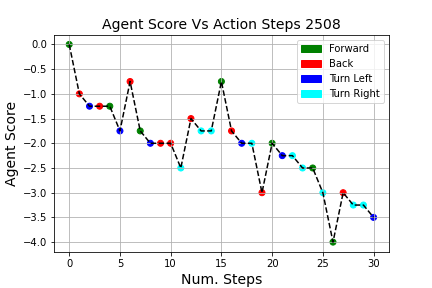 Agent Score Vs Action Steps 2508
Agent Score
0.0
−0.5
−1.0
−1.5
−2.0
−2.5
−3.0
−3.5
−4.0
Forward
Back
Turn Left
Turn Right
0 5 10 15 20 25 30
Num. Steps